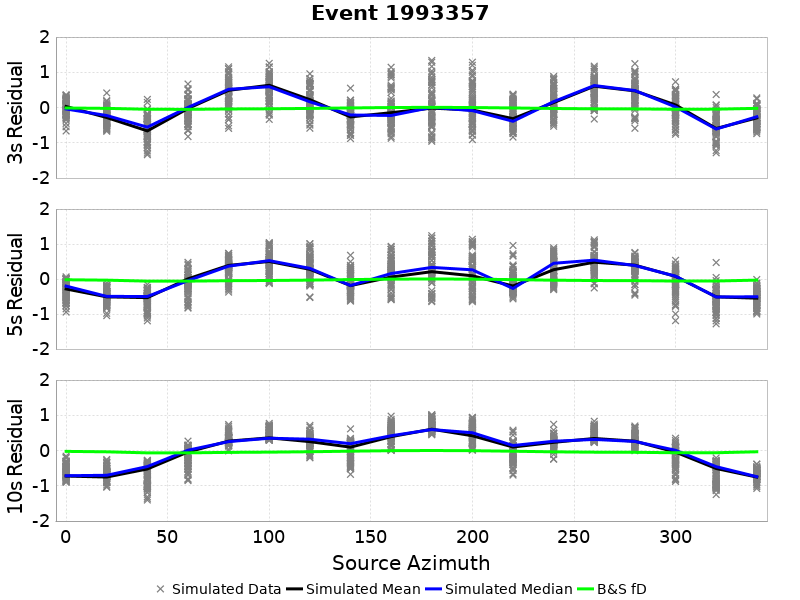 Event 1993357
3s Residual
2
1
0
-1
-2
5s Residual
2
1
0
-1
-2
10s Residual
2
1
0
-1
-2
0 50 100 150 200 250 300
Source Azimuth
Simulated Data Simulated Mean Simulated Median B&S fD